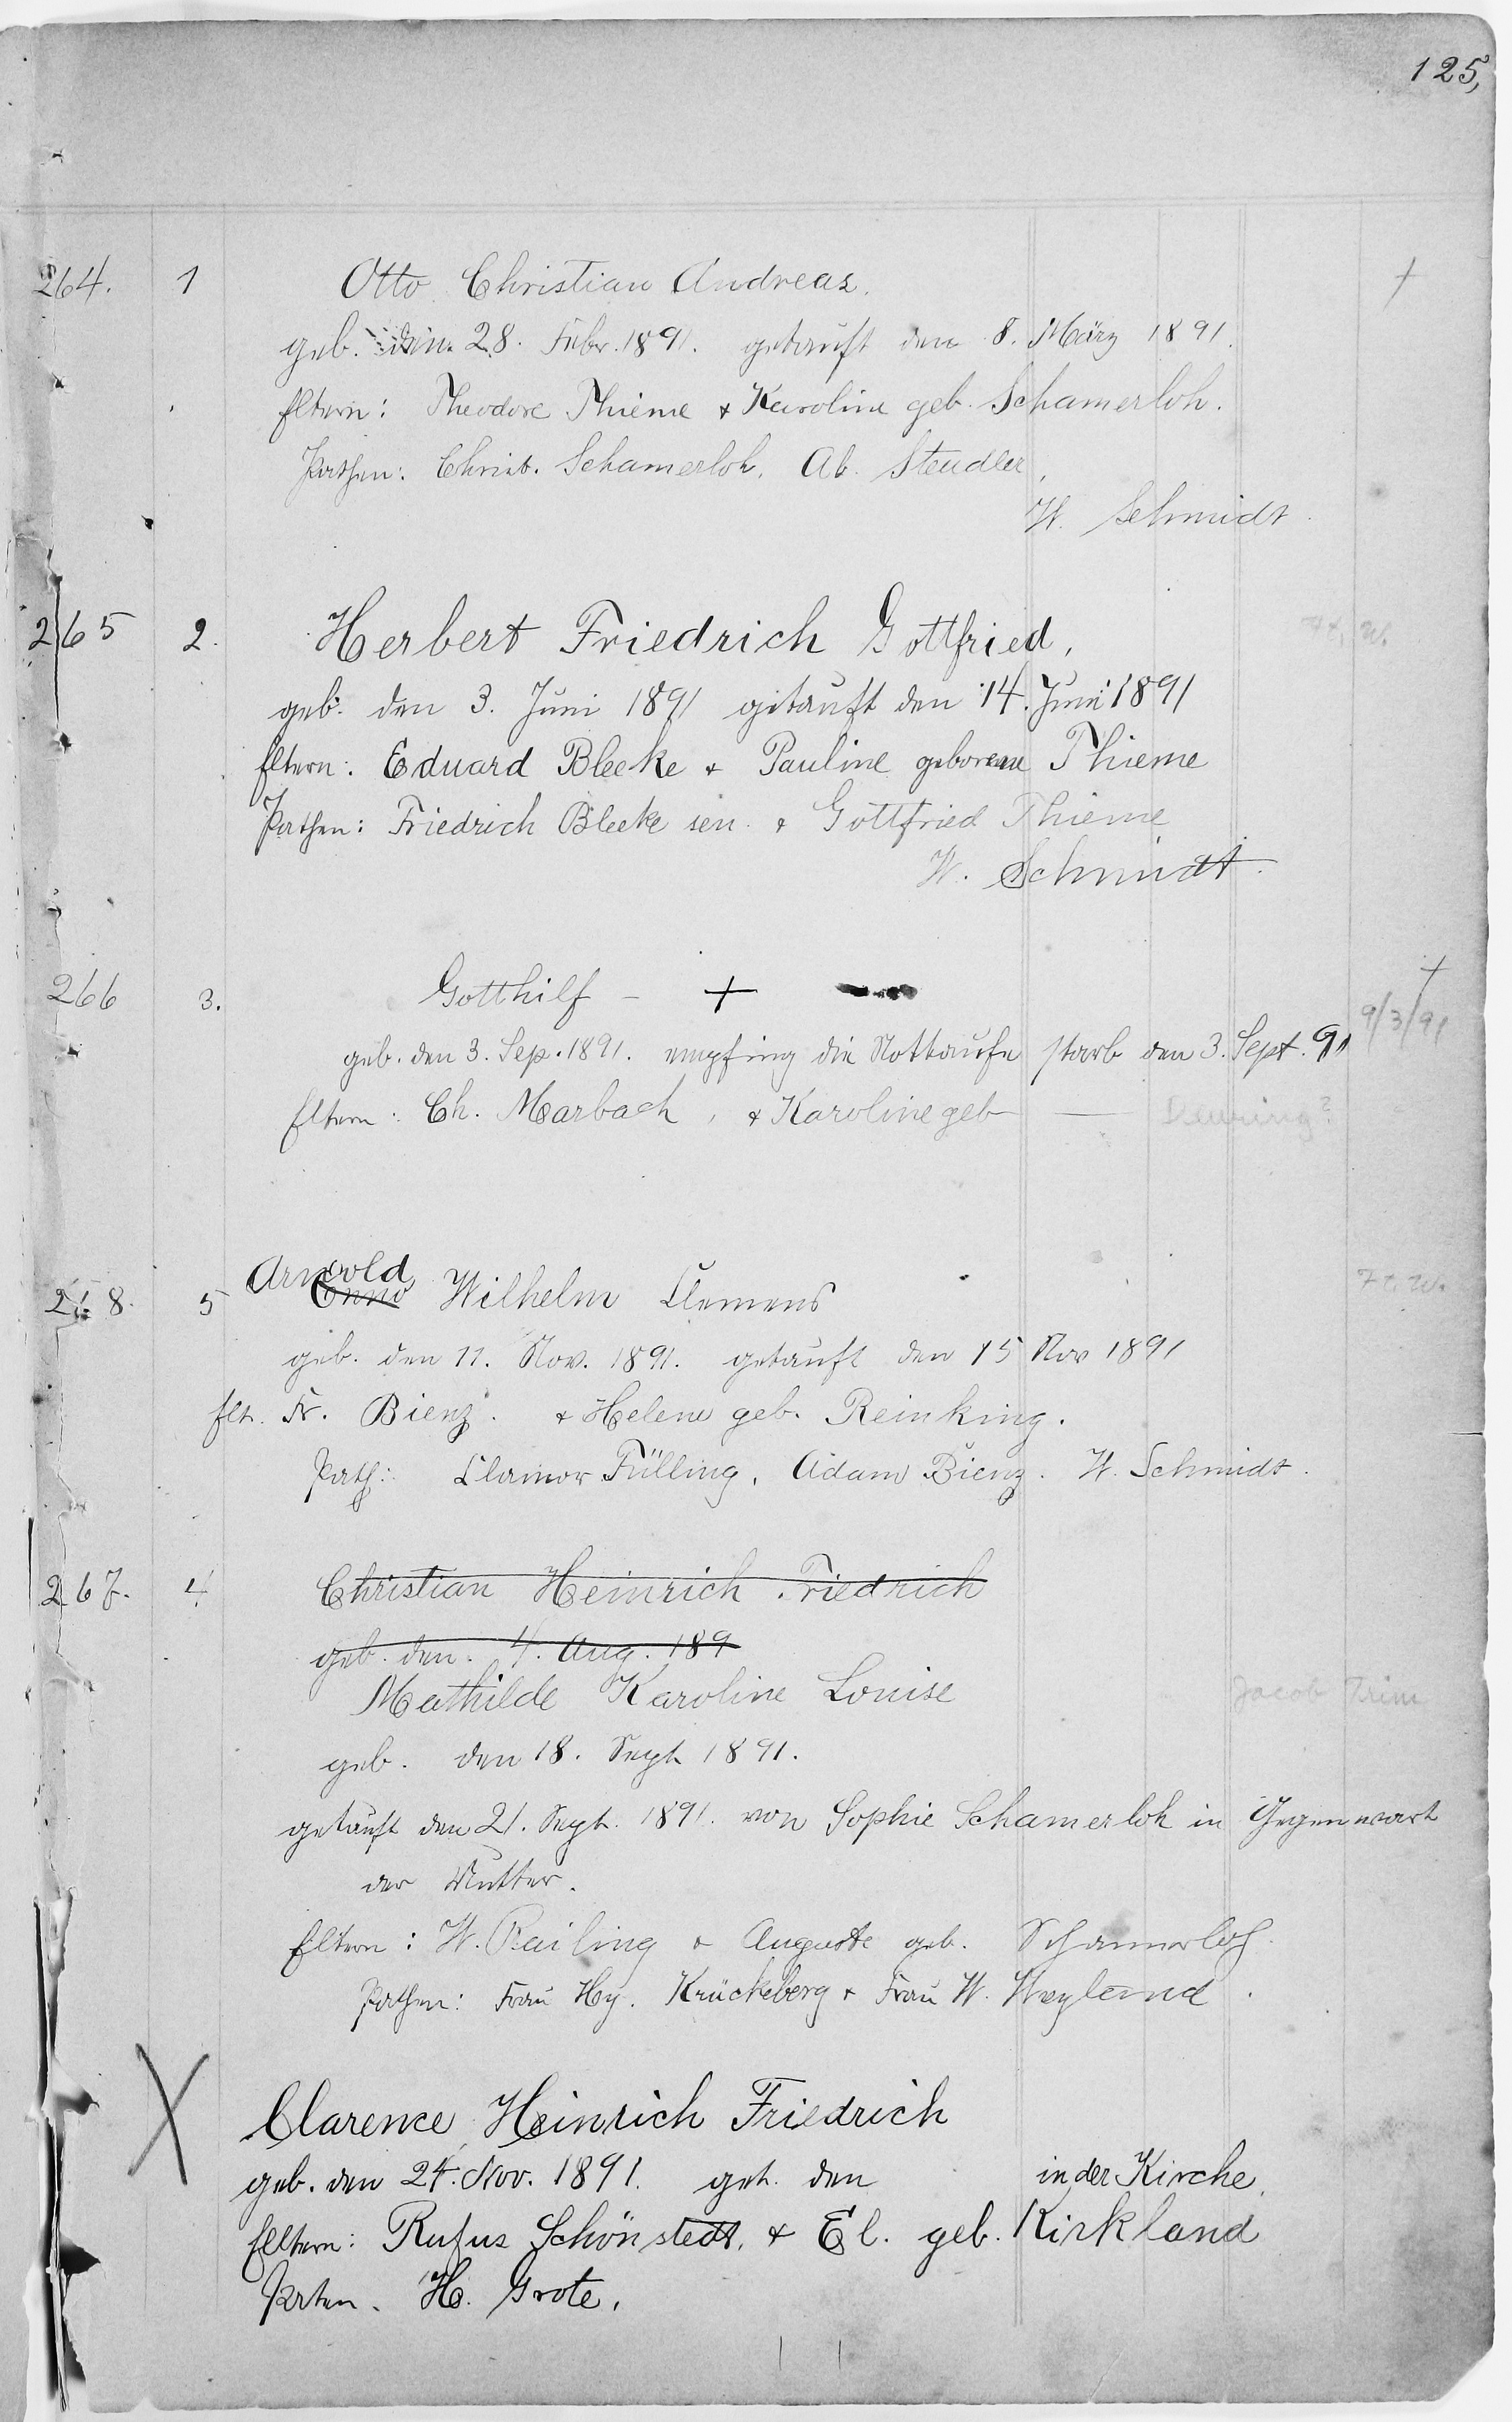 125,
264. 1 Otto Christian Andreas. +
geb. den 28. Febr. 1891. getauft den 8. März 1891.
Eltern: Theodore Thieme & Karoline geb. Schamerloh.
Pathen: Christ. Schamerloh, Ab. Steudler,
W. Schmidt.
265 2. Herbert Friedrich Gottfried, W.
geb. den 3. Juni 1891 getauft den 14. Juni 1891
Eltern: Eduard Bleeke & Pauline geborene Thieme
Pathen: Friedrich Bleeke sen. & Gottfried Thieme
W. Schmidt.
266 3. Gotthilf – + +
geb. den 3. Sep. 1891. empfing die Nottaufe starb den 3. Sept. 91 9/3/91
Eltern: Ch. Marbach, & Karoline geb — Deuring?
Arnold
268. 5 Enno Wilhelm Clemens Ft. W.
geb. den 11. Nov. 1891. getauft den 15 Nov 1891
Elt. Fr. Bienz. & Helene geb. Reinking.
Path: Clamor Fülling, Adam Bienz. W. Schmidt.
267. 4 Christian Heinrich Friedrich
geb. den. 4. Aug. 189
Mathilde Karoline Louise Jacob Trim
geb. den 18. Sept 1891.
getauft den 21. Sept. 1891. von Sophie Schamerloh in Gegenwart
der Mutter.
Eltern: W. Railing & Auguste geb. Schamerloh.
Pathen: Frau Hy. Krückeberg & Frau W. Weyland.
X Clarence Heinrich Friedrich
geb. den 24. Nov. 1891. get. den in der Kirche.
Eltern: Rufus Schönstedt, & El. geb. Kirkland
Paten. H. Grote.